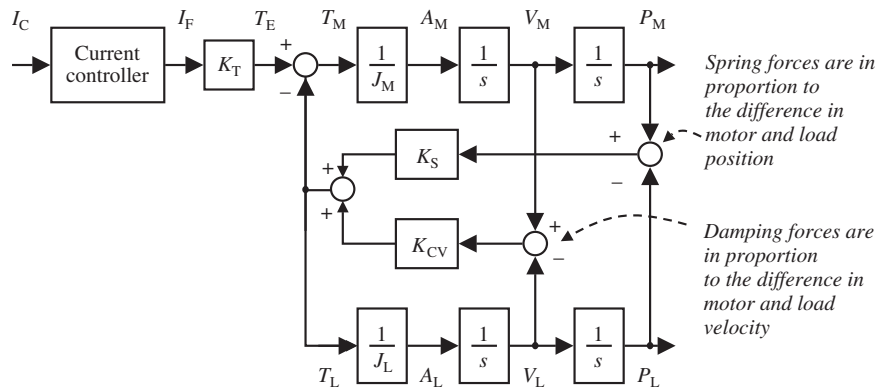 I_C
I_F
T_E
T_M
A_M
V_M
P_M
Current
controller
K_T
+
−
1
J_M
1
s
1
s
Spring forces are in
proportion to
the difference in
motor and load
position
+
−
K_S
+
+
K_CV
+
−
Damping forces are
in proportion
to the difference in
motor and load
velocity
1
J_L
1
s
1
s
T_L
A_L
V_L
P_L